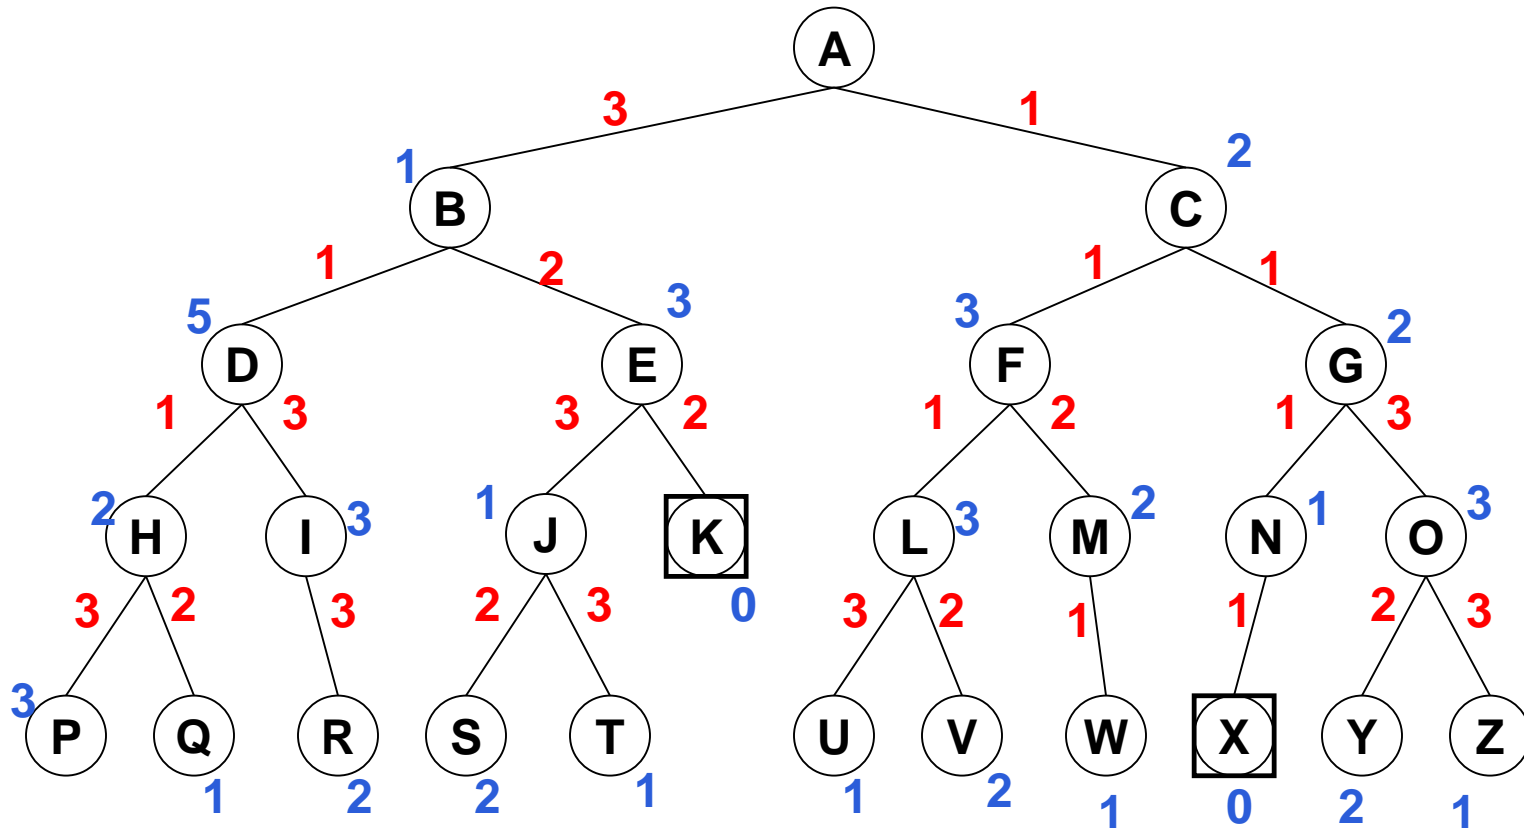 A
3 1
1 2
B C
1 2 1 1
5 3 3 2
D E F G
1 3 3 2 1 2 1 3
2 3 1 3 2 1 3
H I J K L M N O
3 2 3 2 3 0 3 2 1 1 2 3
3
P Q R S T U V W X Y Z
1 2 2 1 1 2 1 0 2 1